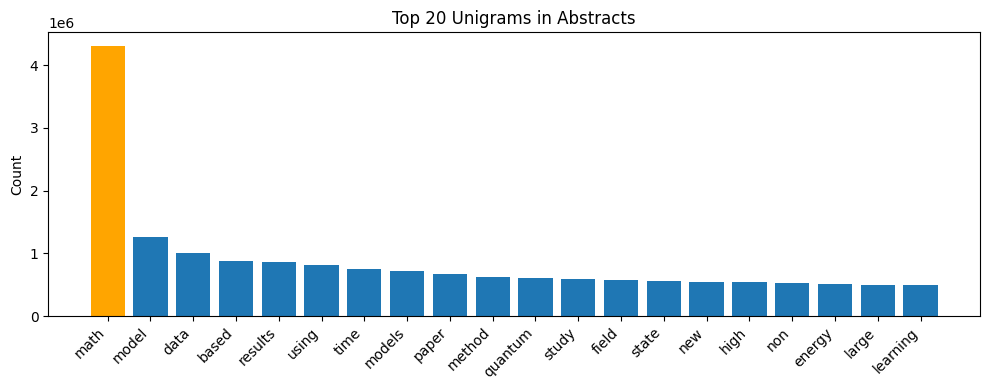 Top 20 Unigrams in Abstracts
1e6
Count
4
3
2
1
0
math
model
data
based
results
using
time
models
paper
method
quantum
study
field
state
new
high
non
energy
large
learning